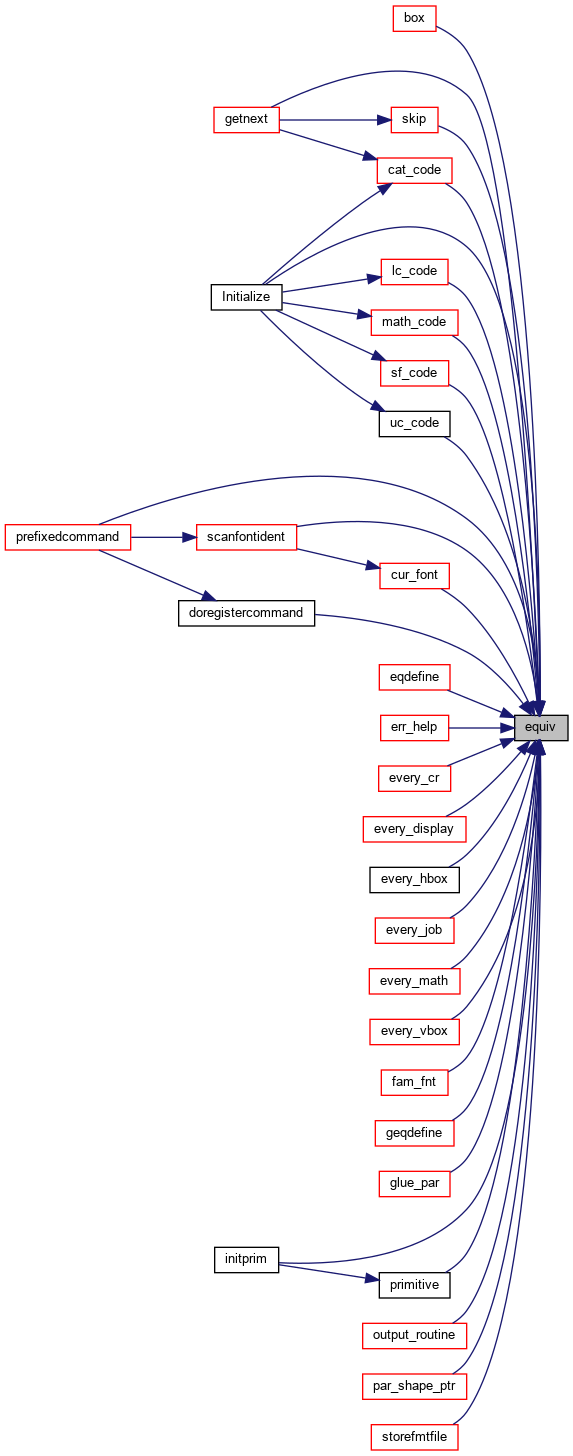 box
getnext
skip
cat_code
lc_code
Initialize
math_code
sf_code
uc_code
prefixedcommand
scanfontident
cur_font
doregistercommand
eqdefine
err_help
equiv
every_cr
every_display
every_hbox
every_job
every_math
every_vbox
fam_fnt
geqdefine
glue_par
initprim
primitive
output_routine
par_shape_ptr
storefmtfile